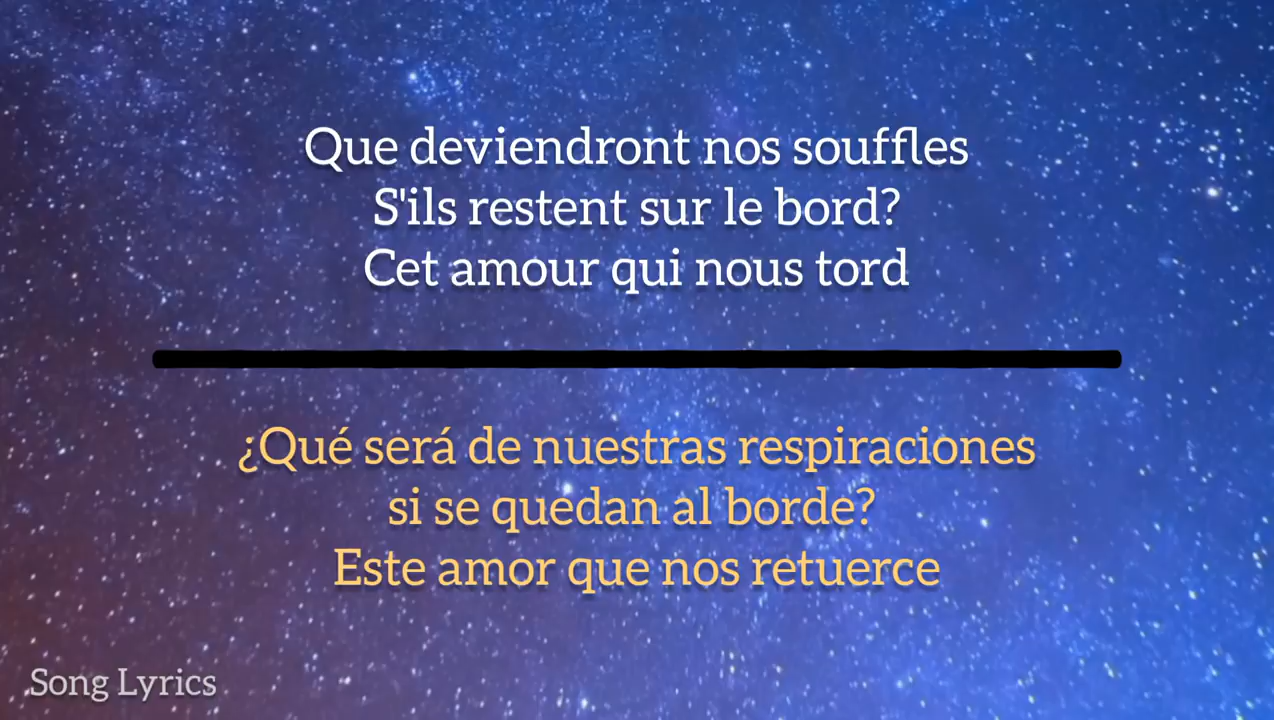 Que deviendront nos souffles
S'ils restent sur le bord?
Cet amour qui nous tord
¿Qué será de nuestras respiraciones
si se quedan al borde?
Este amor que nos retuerce
Song Lyrics